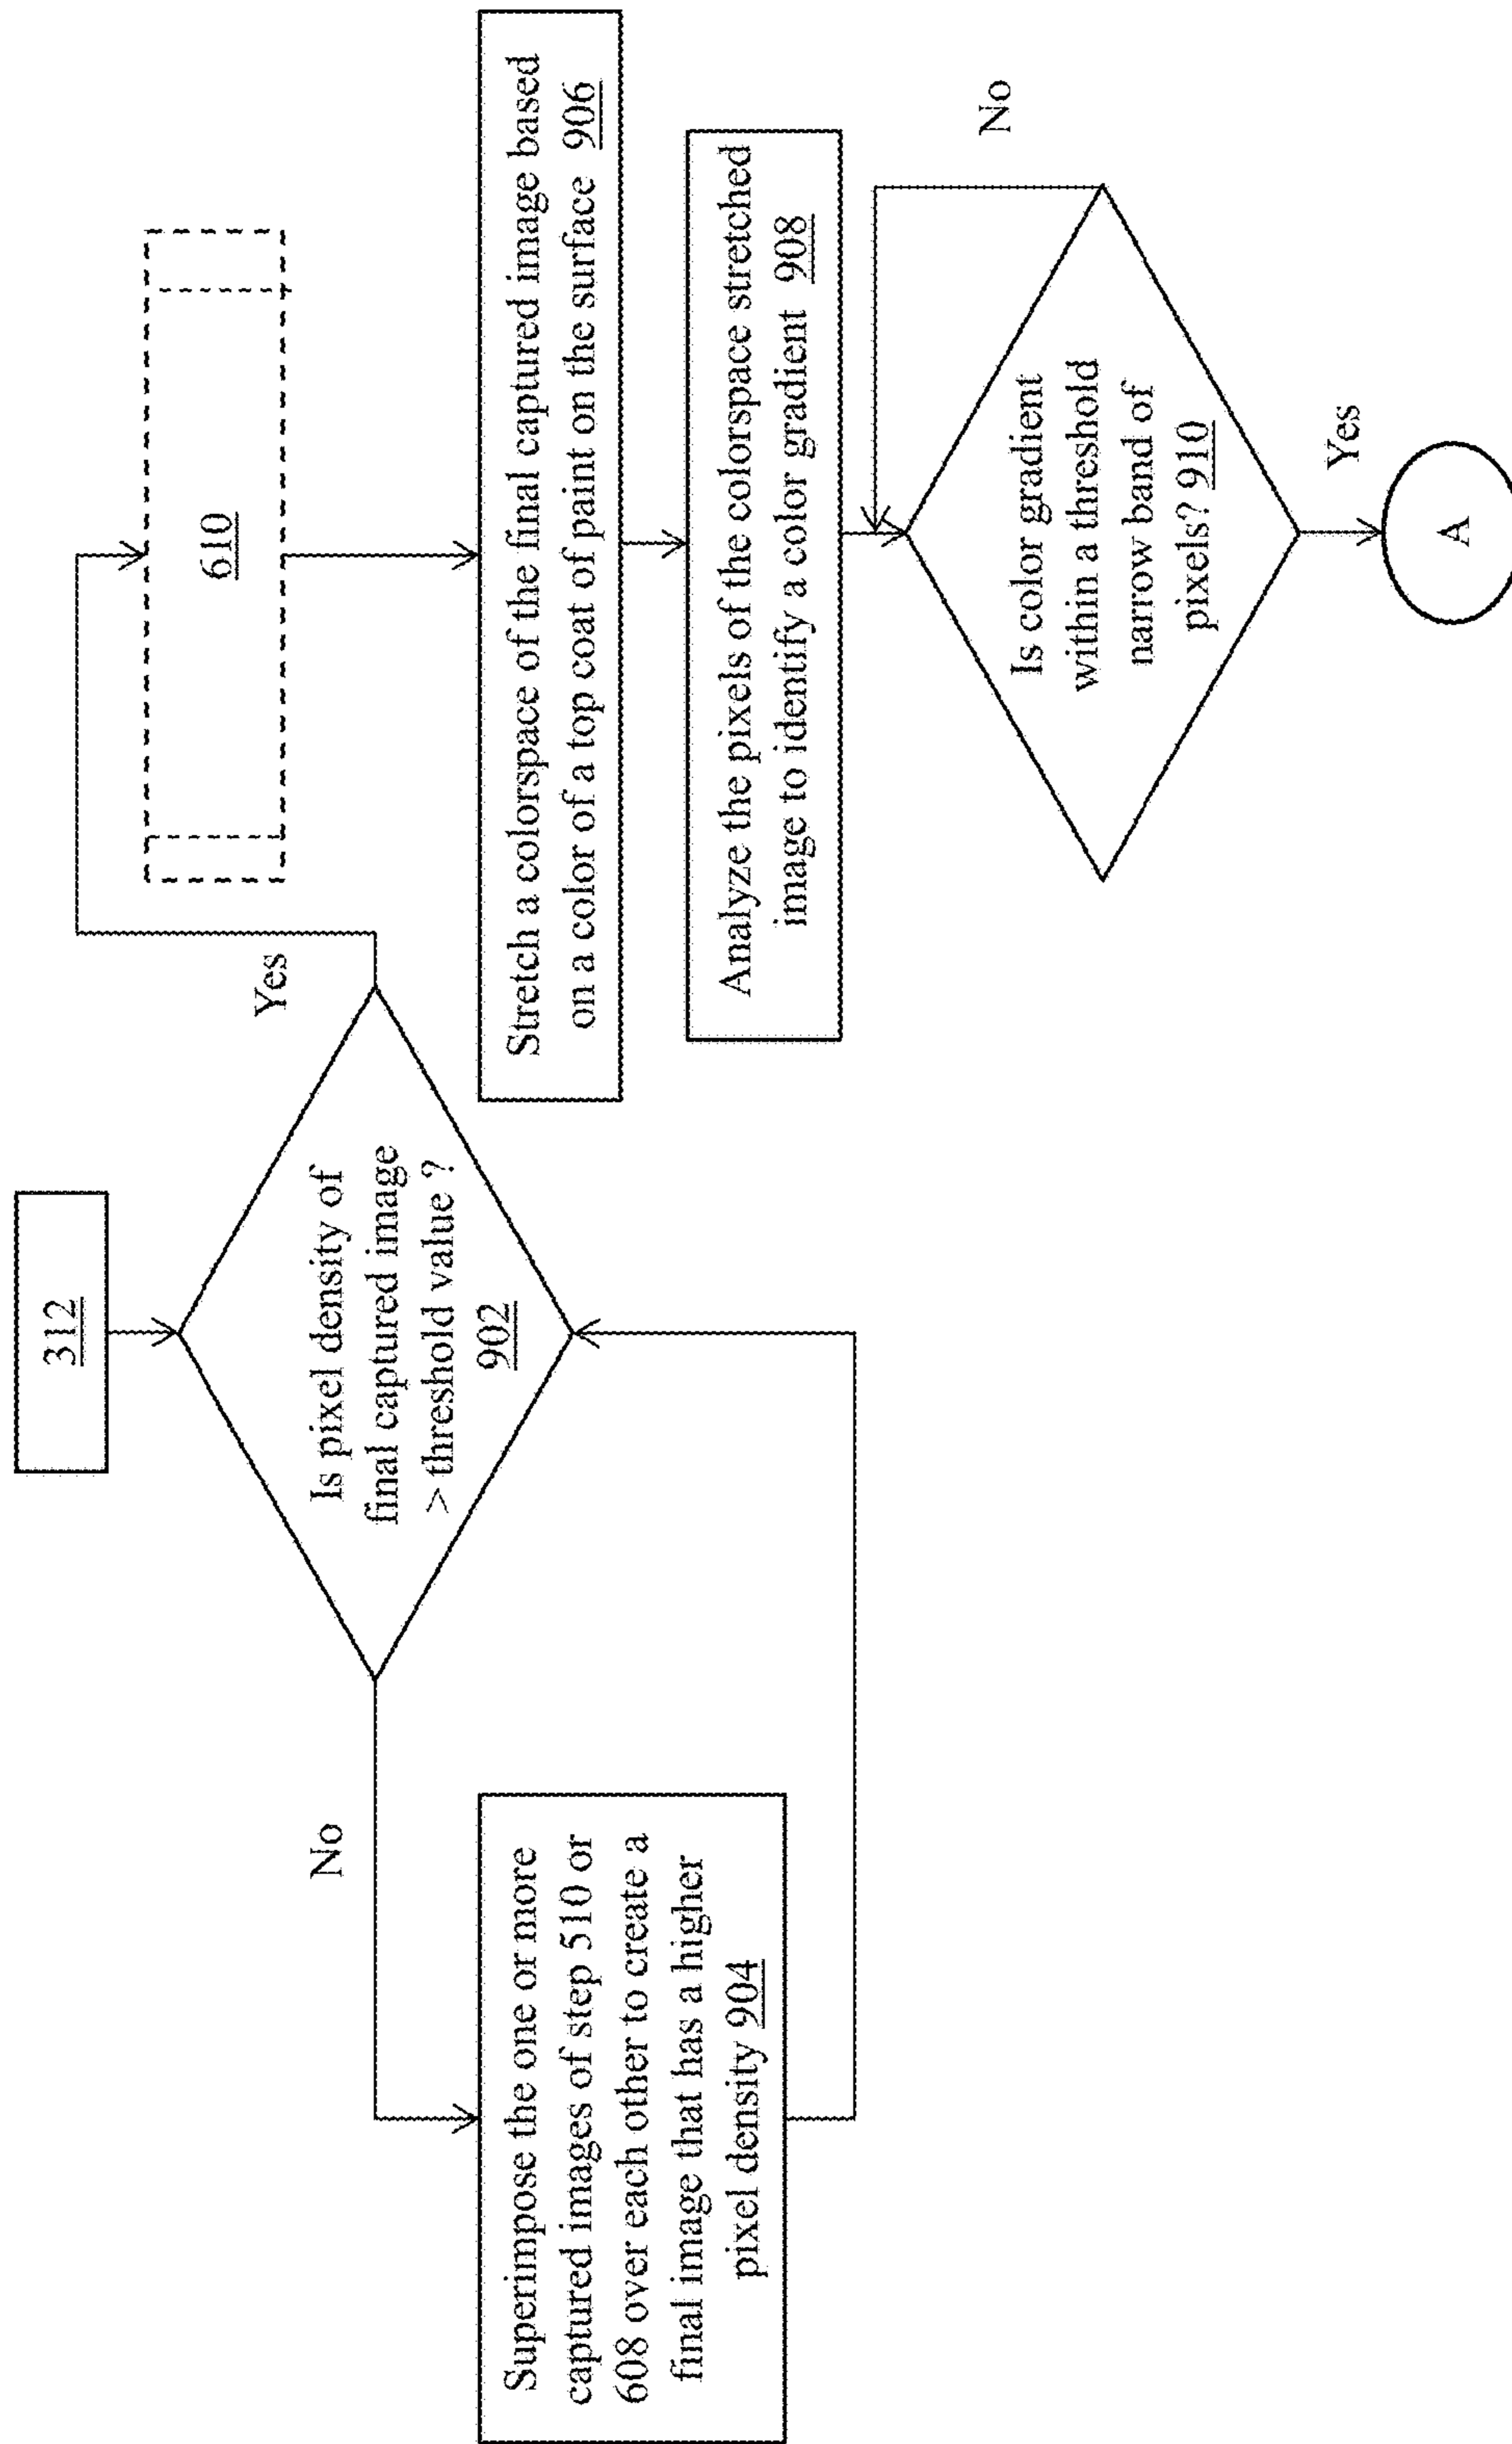 312
Is pixel density of
final captured image
> threshold value ?
902
No
Yes
Superimpose the one or more
captured images of step 510 or
608 over each other to create a
final image that has a higher
pixel density 904
610
Stretch a colorspace of the final captured image based
on a color of a top coat of paint on the surface 906
Analyze the pixels of the colorspace stretched
image to identify a color gradient 908
Is color gradient
within a threshold
narrow band of
pixels? 910
No
Yes
A